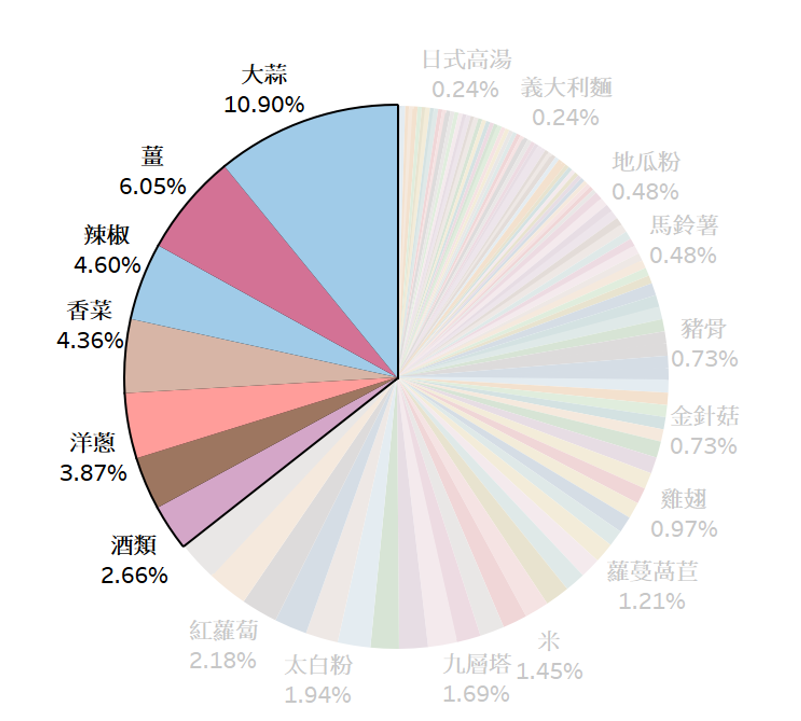 大蒜
10.90%
薑
6.05%
辣椒
4.60%
香菜
4.36%
洋蔥
3.87%
酒類
2.66%
日式高湯
0.24%
義大利麵
0.24%
地瓜粉
0.48%
馬鈴薯
0.48%
豬骨
0.73%
金針菇
0.73%
雞翅
0.97%
蘿蔓萵苣
1.21%
米
1.45%
九層塔
1.69%
太白粉
1.94%
紅蘿蔔
2.18%